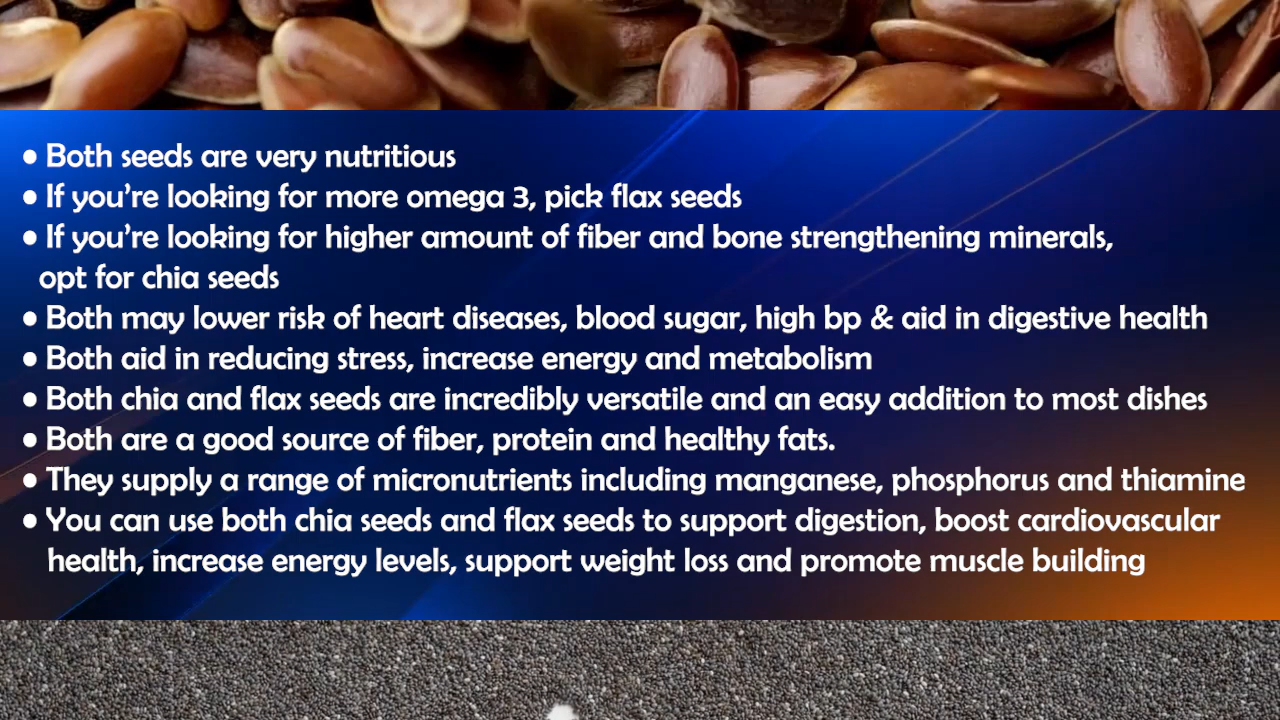 • Both seeds are very nutritious
• If you’re looking for more omega 3, pick flax seeds
• If you’re looking for higher amount of fiber and bone strengthening minerals,
opt for chia seeds
• Both may lower risk of heart diseases, blood sugar, high bp & aid in digestive health
• Both aid in reducing stress, increase energy and metabolism
• Both chia and flax seeds are incredibly versatile and an easy addition to most dishes
• Both are a good source of fiber, protein and healthy fats.
• They supply a range of micronutrients including manganese, phosphorus and thiamine
• You can use both chia seeds and flax seeds to support digestion, boost cardiovascular
health, increase energy levels, support weight loss and promote muscle building